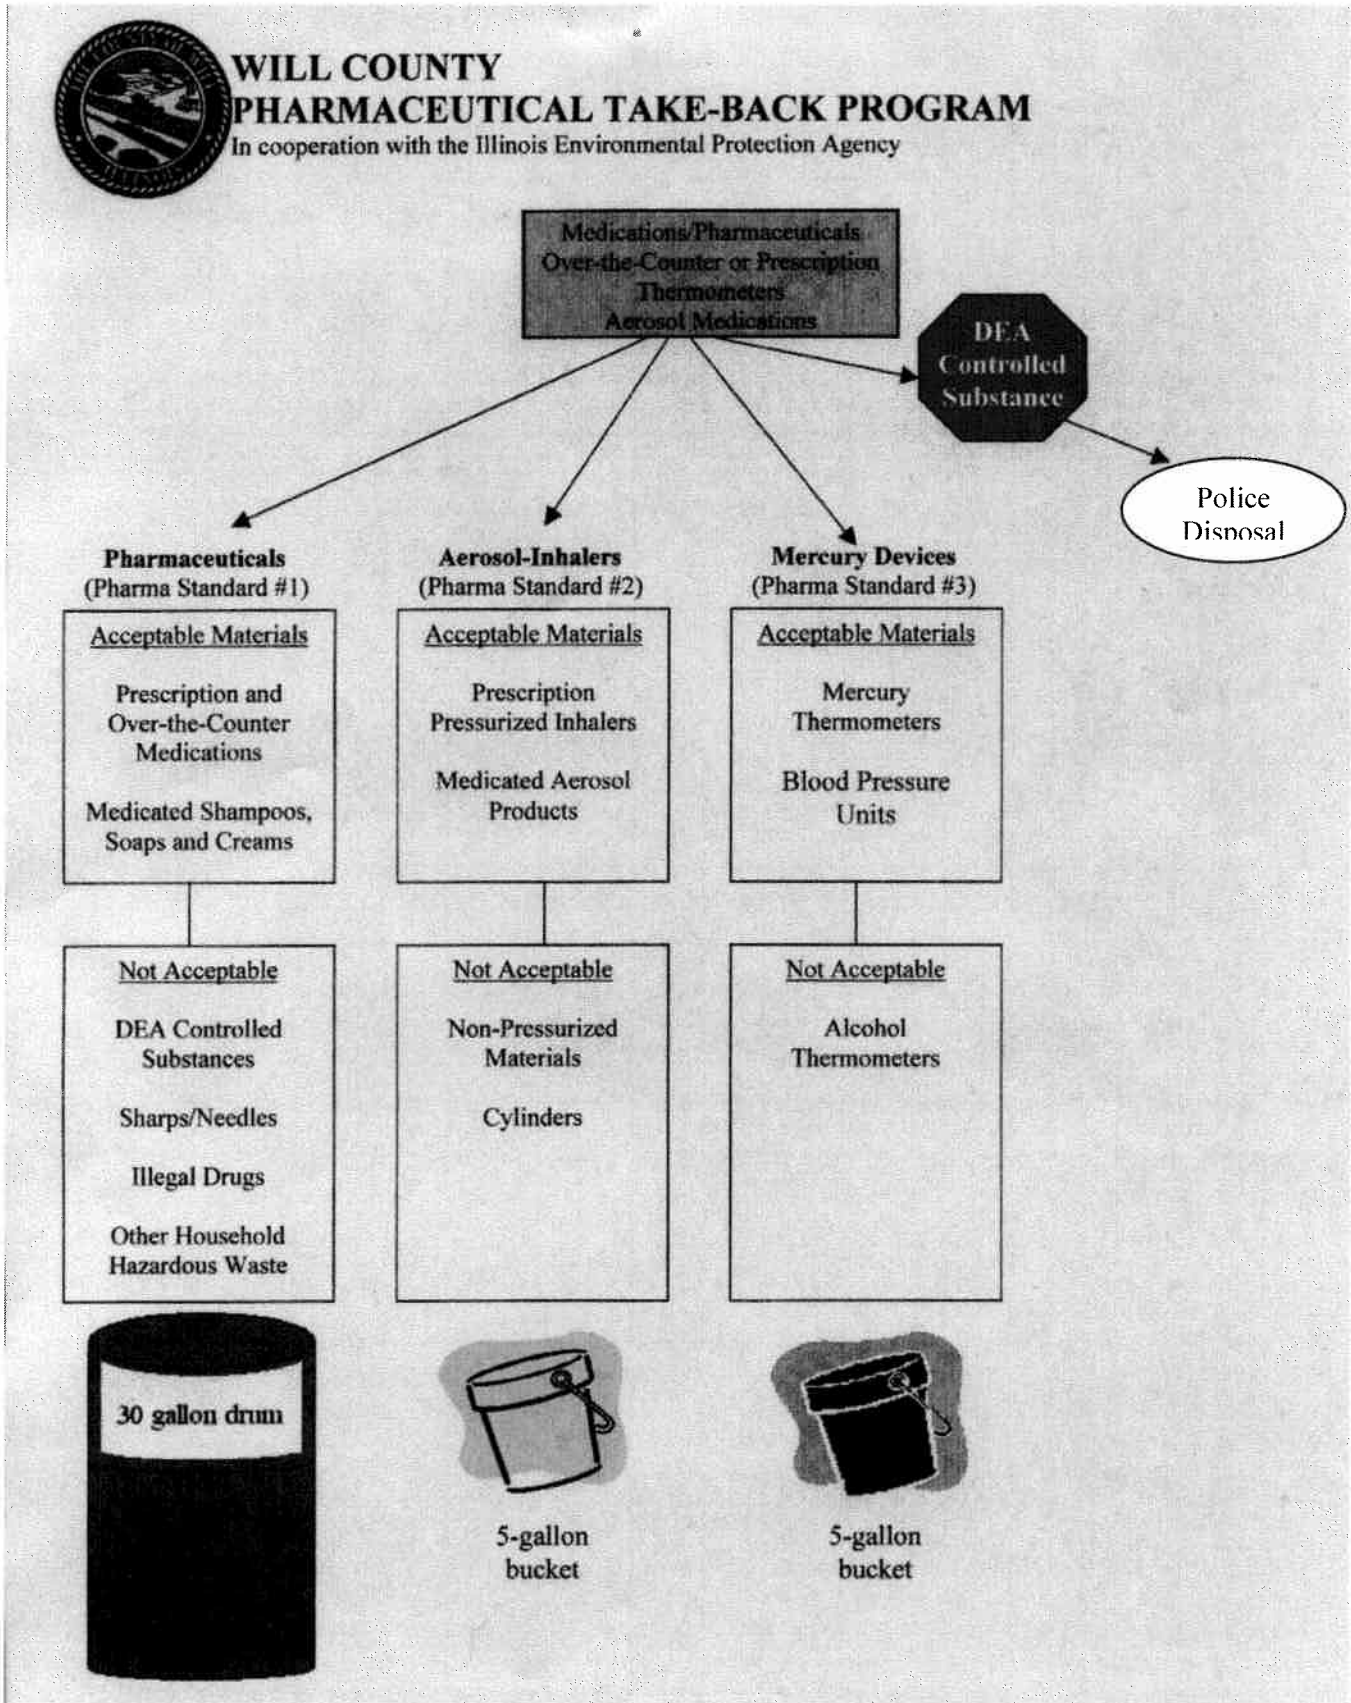 WILL COUNTY
PHARMACEUTICAL TAKE-BACK PROGRAM
In cooperation with the Illinois Environmental Protection Agency
Medications/Pharmaceuticals
Over-the-Counter or Prescription
Thermometers
Aerosol Medications
DEA
Controlled
Substance
Police
Disposal
Pharmaceuticals
(Pharma Standard #1)
Acceptable Materials
Prescription and
Over-the-Counter
Medications
Medicated Shampoos,
Soaps and Creams
Not Acceptable
DEA Controlled
Substances
Sharps/Needles
Illegal Drugs
Other Household
Hazardous Waste
30 gallon drum
Aerosol-Inhalers
(Pharma Standard #2)
Acceptable Materials
Prescription
Pressurized Inhalers
Medicated Aerosol
Products
Not Acceptable
Non-Pressurized
Materials
Cylinders
5-gallon
bucket
Mercury Devices
(Pharma Standard #3)
Acceptable Materials
Mercury
Thermometers
Blood Pressure
Units
Not Acceptable
Alcohol
Thermometers
5-gallon
bucket